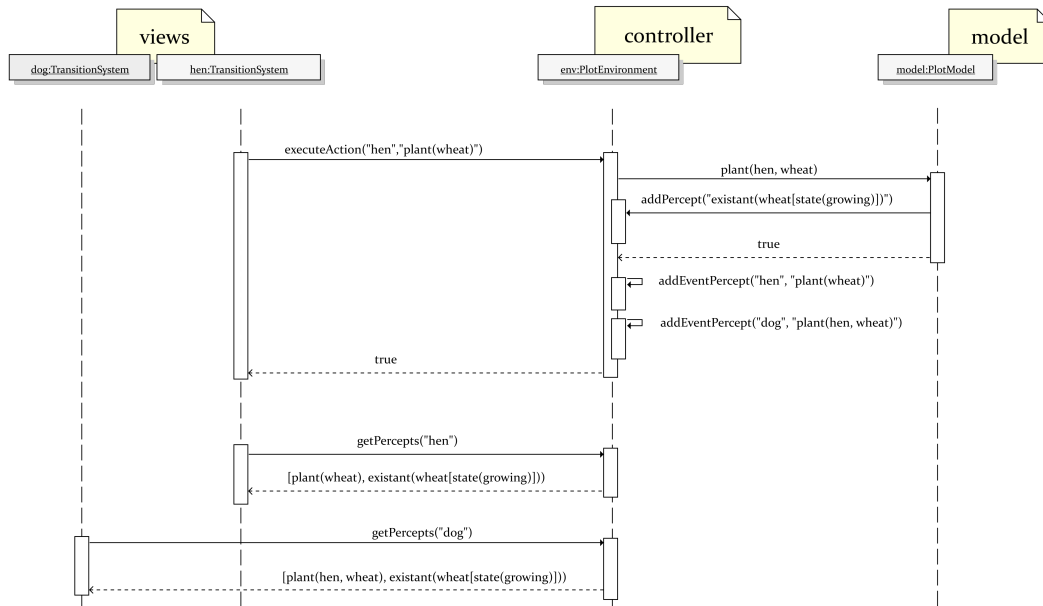 views
controller
model
dog:TransitionSystem
hen:TransitionSystem
env:PlotEnvironment
model:PlotModel
executeAction("hen","plant(wheat)")
plant(hen, wheat)
addPercept("existant(wheat[state(growing)])")
true
addEventPercept("hen", "plant(wheat)")
addEventPercept("dog", "plant(hen, wheat)")
true
getPercepts("hen")
[plant(wheat), existant(wheat[state(growing)]))
getPercepts("dog")
[plant(hen, wheat), existant(wheat[state(growing)]))